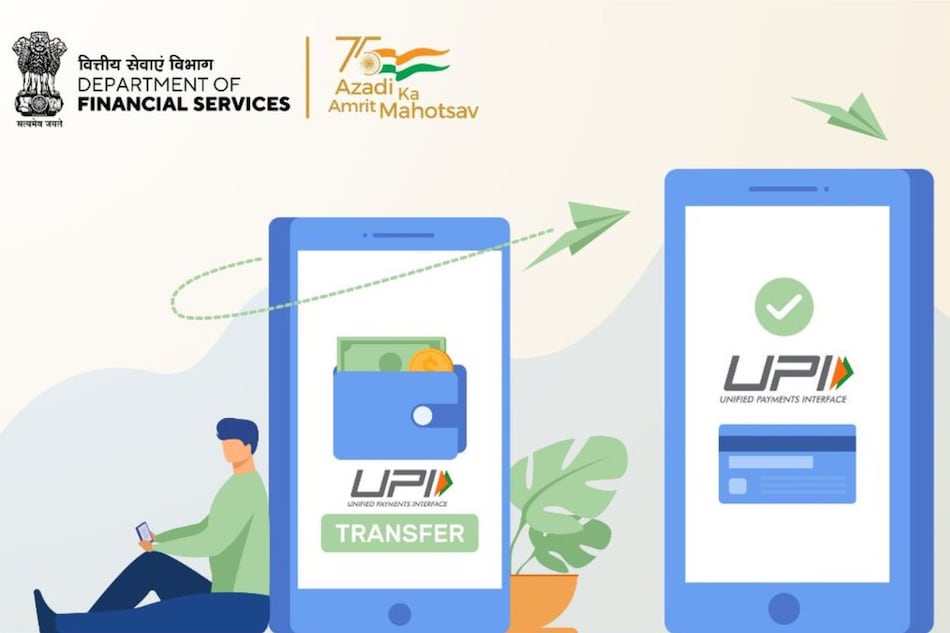 वित्तीय सेवाएं विभाग
DEPARTMENT OF
FINANCIAL SERVICES
सत्यमेव जयते
75
Azadi Ka
Amrit Mahotsav
UPI
UNIFIED PAYMENTS INTERFACE
TRANSFER
UPI
UNIFIED PAYMENTS INTERFACE